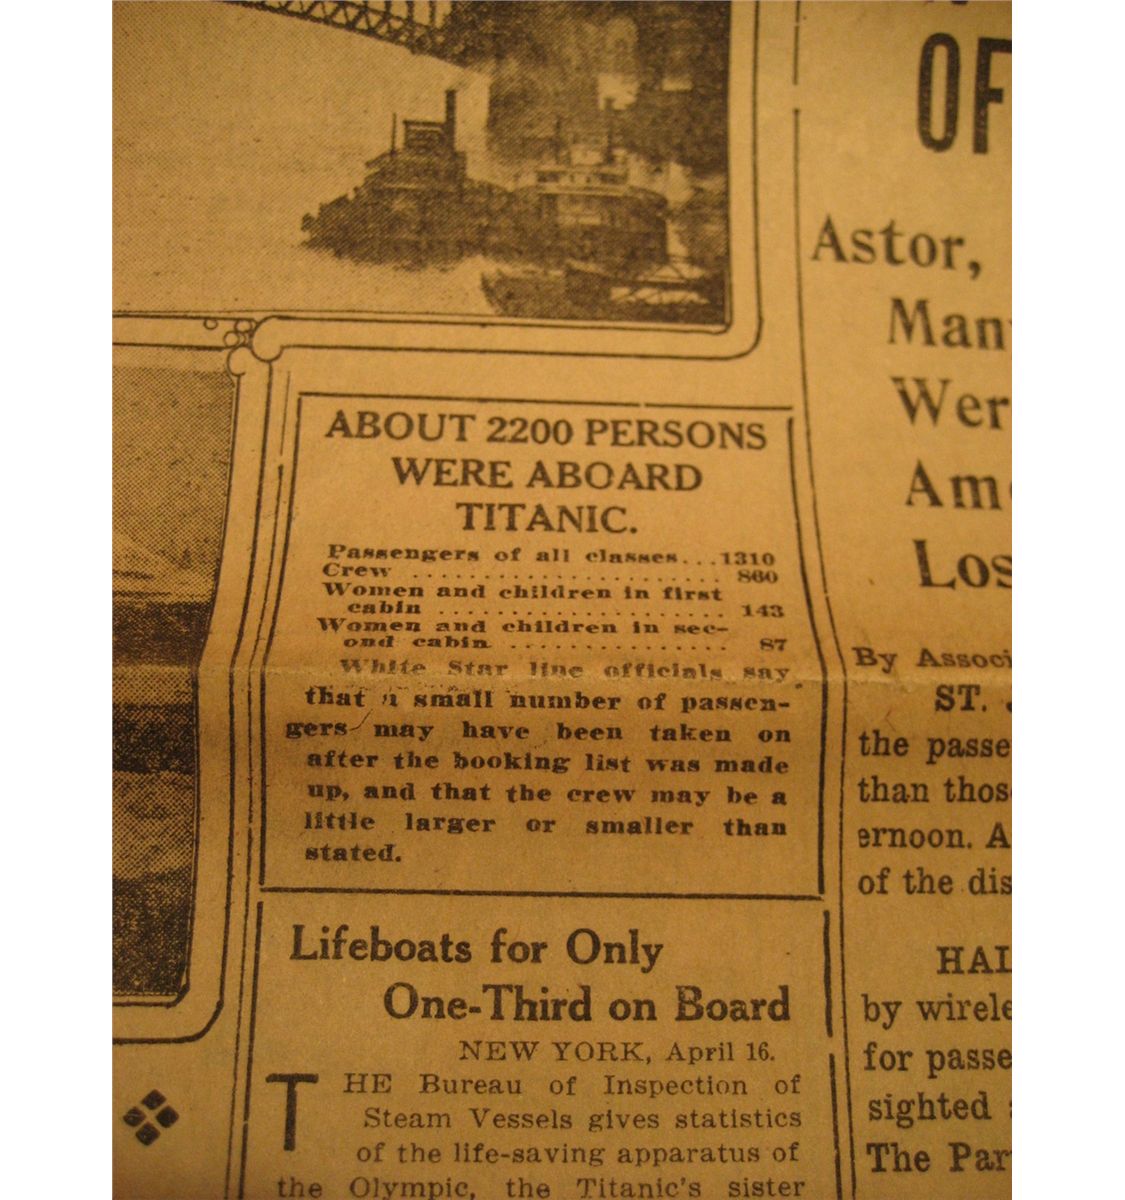 ABOUT 2200 PERSONS
WERE ABOARD
TITANIC.
Passengers of all classes...1310
Crew ........................ 860
Women and children in first
cabin ..................... 143
Women and children in sec-
ond cabin ................ 87
White Star line officials say
that a small number of passen-
gers may have been taken on
after the booking list was made
up, and that the crew may be a
little larger or smaller than
stated.
Lifeboats for Only
One-Third on Board
NEW YORK, April 16.
THE Bureau of Inspection of
Steam Vessels gives statistics
of the life-saving apparatus of
the Olympic, the Titanic's sister
OF
Astor,
Many
Wer
Ame
Los
By Associ
ST.
the passe
than thos
ernoon. A
of the dis
HAL
by wirele
for passe
sighted
The Par